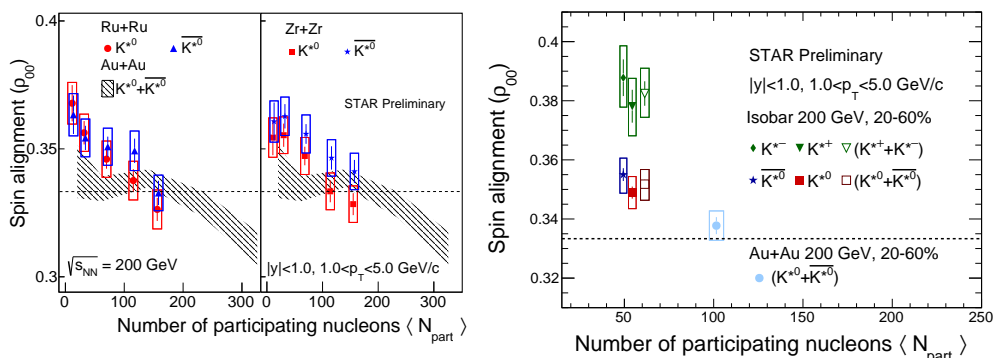 Spin alignment (ρ00)
0.4
0.35
0.3
Ru+Ru
K*0 K*0
Au+Au
K*0+K*0
√sNN = 200 GeV
0 100 200 300
Zr+Zr
K*0 K*0
STAR Preliminary
|y|<1.0, 1.0<pT<5.0 GeV/c
0 100 200 300
Number of participating nucleons ⟨ Npart ⟩
Spin alignment (ρ00)
0.4
0.38
0.36
0.34
0.32
STAR Preliminary
|y|<1.0, 1.0<pT<5.0 GeV/c
Isobar 200 GeV, 20-60%
K*- K*+ (K*++K*-)
K*0 K*0 (K*0+K*0)
Au+Au 200 GeV, 20-60%
(K*0+K*0)
50 100 150 200 250
Number of participating nucleons ⟨ Npart ⟩